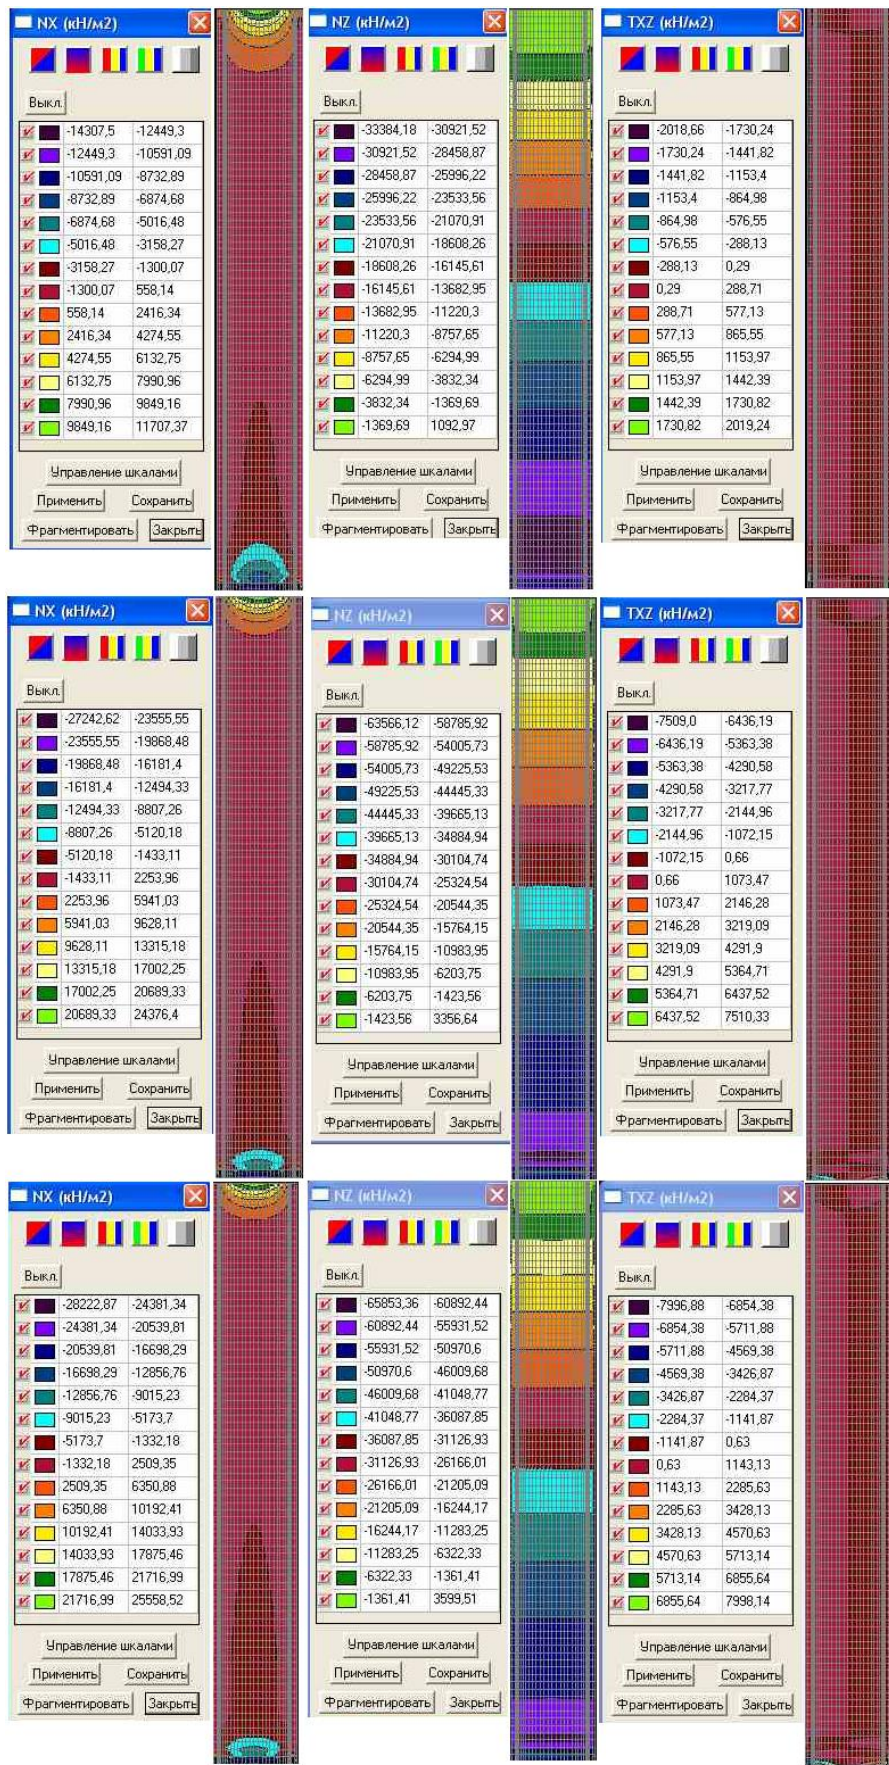 NX (кН/м2)
Выкл.
-14307,5 -12449,3
-12449,3 -10591,09
-10591,09 -8732,89
-8732,89 -6874,68
-6874,68 -5016,48
-5016,48 -3158,27
-3158,27 -1300,07
-1300,07 558,14
558,14 2416,34
2416,34 4274,55
4274,55 6132,75
6132,75 7990,96
7990,96 9849,16
9849,16 11707,37
Управление шкалами
Применить Сохранить
Фрагментировать Закрыть
NZ (кН/м2)
Выкл.
-33384,18 -30921,52
-30921,52 -28458,87
-28458,87 -25996,22
-25996,22 -23533,56
-23533,56 -21070,91
-21070,91 -18608,26
-18608,26 -16145,61
-16145,61 -13682,95
-13682,95 -11220,3
-11220,3 -8757,65
-8757,65 -6294,99
-6294,99 -3832,34
-3832,34 -1369,69
-1369,69 1092,97
Управление шкалами
Применить Сохранить
Фрагментировать Закрыть
TXZ (кН/м2)
Выкл.
-2018,66 -1730,24
-1730,24 -1441,82
-1441,82 -1153,4
-1153,4 -864,98
-864,98 -576,55
-576,55 -288,13
-288,13 0,29
0,29 288,71
288,71 577,13
577,13 865,55
865,55 1153,97
1153,97 1442,39
1442,39 1730,82
1730,82 2019,24
Управление шкалами
Применить Сохранить
Фрагментировать Закрыть
NX (кН/м2)
Выкл.
-27242,62 -23555,55
-23555,55 -19868,48
-19868,48 -16181,4
-16181,4 -12494,33
-12494,33 -8807,26
-8807,26 -5120,18
-5120,18 -1433,11
-1433,11 2253,96
2253,96 5941,03
5941,03 9628,11
9628,11 13315,18
13315,18 17002,25
17002,25 20689,33
20689,33 24376,4
Управление шкалами
Применить Сохранить
Фрагментировать Закрыть
NZ (кН/м2)
Выкл.
-63566,12 -58785,92
-58785,92 -54005,73
-54005,73 -49225,53
-49225,53 -44445,33
-44445,33 -39665,13
-39665,13 -34884,94
-34884,94 -30104,74
-30104,74 -25324,54
-25324,54 -20544,35
-20544,35 -15764,15
-15764,15 -10983,95
-10983,95 -6203,75
-6203,75 -1423,56
-1423,56 3356,64
Управление шкалами
Применить Сохранить
Фрагментировать Закрыть
TXZ (кН/м2)
Выкл.
-7509,0 -6436,19
-6436,19 -5363,38
-5363,38 -4290,58
-4290,58 -3217,77
-3217,77 -2144,96
-2144,96 -1072,15
-1072,15 0,66
0,66 1073,47
1073,47 2146,28
2146,28 3219,09
3219,09 4291,9
4291,9 5364,71
5364,71 6437,52
6437,52 7510,33
Управление шкалами
Применить Сохранить
Фрагментировать Закрыть
NX (кН/м2)
Выкл.
-28222,87 -24381,34
-24381,34 -20539,81
-20539,81 -16698,29
-16698,29 -12856,76
-12856,76 -9015,23
-9015,23 -5173,7
-5173,7 -1332,18
-1332,18 2509,35
2509,35 6350,88
6350,88 10192,41
10192,41 14033,93
14033,93 17875,46
17875,46 21716,99
21716,99 25558,52
Управление шкалами
Применить Сохранить
Фрагментировать Закрыть
NZ (кН/м2)
Выкл.
-65853,36 -60892,44
-60892,44 -55931,52
-55931,52 -50970,6
-50970,6 -46009,68
-46009,68 -41048,77
-41048,77 -36087,85
-36087,85 -31126,93
-31126,93 -26166,01
-26166,01 -21205,09
-21205,09 -16244,17
-16244,17 -11283,25
-11283,25 -6322,33
-6322,33 -1361,41
-1361,41 3599,51
Управление шкалами
Применить Сохранить
Фрагментировать Закрыть
TXZ (кН/м2)
Выкл.
-7996,88 -6854,38
-6854,38 -5711,88
-5711,88 -4569,38
-4569,38 -3426,87
-3426,87 -2284,37
-2284,37 -1141,87
-1141,87 0,63
0,63 1143,13
1143,13 2285,63
2285,63 3428,13
3428,13 4570,63
4570,63 5713,14
5713,14 6855,64
6855,64 7998,14
Управление шкалами
Применить Сохранить
Фрагментировать Закрыть